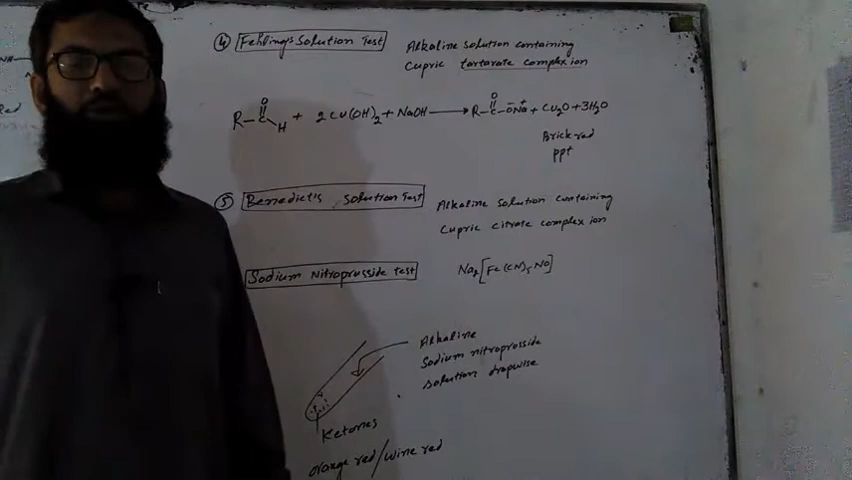 ④ Fehling's Solution Test
Alkaline solution containing
Cupric tartarate complex ion
R-C(=O)-H + 2Cu(OH)2 + NaOH → R-C(=O)-ONa + Cu2O + 3H2O
Brick red
ppt
⑤ Benedict's solution Test
Alkaline solution containing
Cupric citrate complex ion
Sodium Nitroprusside test
Na2[Fe(CN)5NO]
Alkaline
Sodium nitroprusside
solution dropwise
Ketones
orange red/wine red